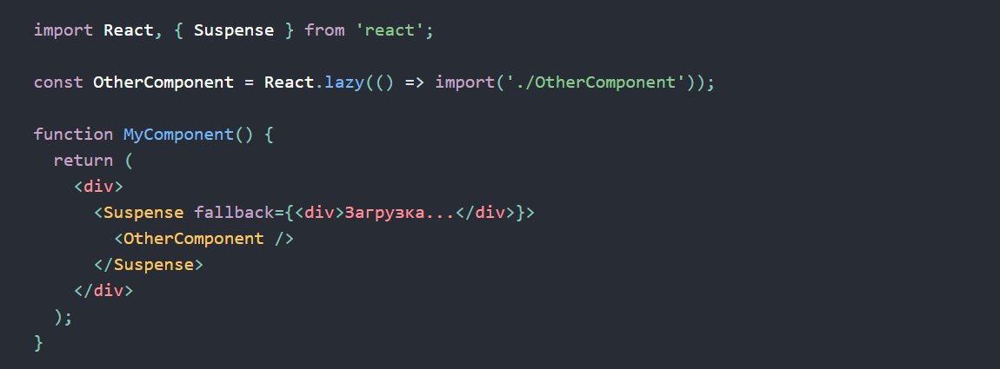 import React, { Suspense } from 'react';
const OtherComponent = React.lazy(() => import('./OtherComponent'));
function MyComponent() {
return (
<div>
<Suspense fallback={<div>Загрузка...</div>}>
<OtherComponent />
</Suspense>
</div>
);
}